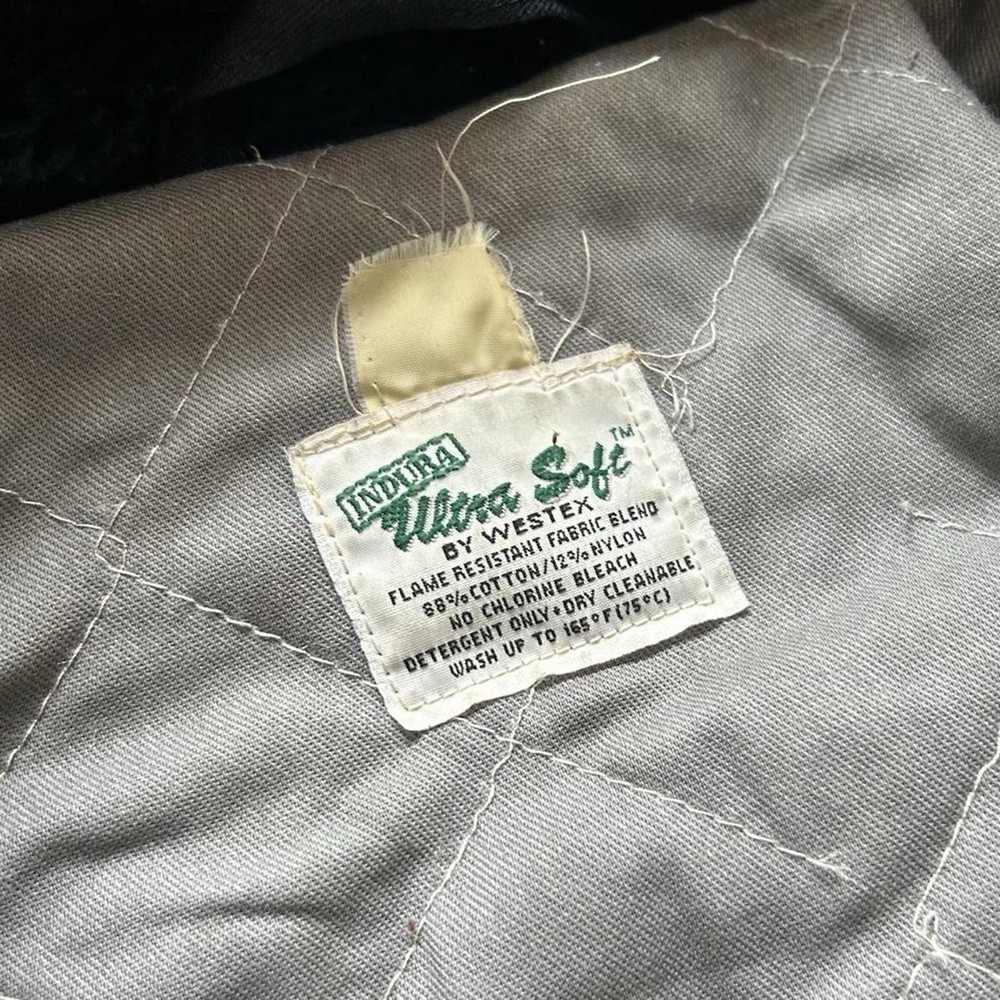 INDURA
Ultra Soft™
BY WESTEX
FLAME RESISTANT FABRIC BLEND
88% COTTON/12% NYLON
NO CHLORINE BLEACH
DETERGENT ONLY•DRY CLEANABLE
WASH UP TO 165°F(75°C)